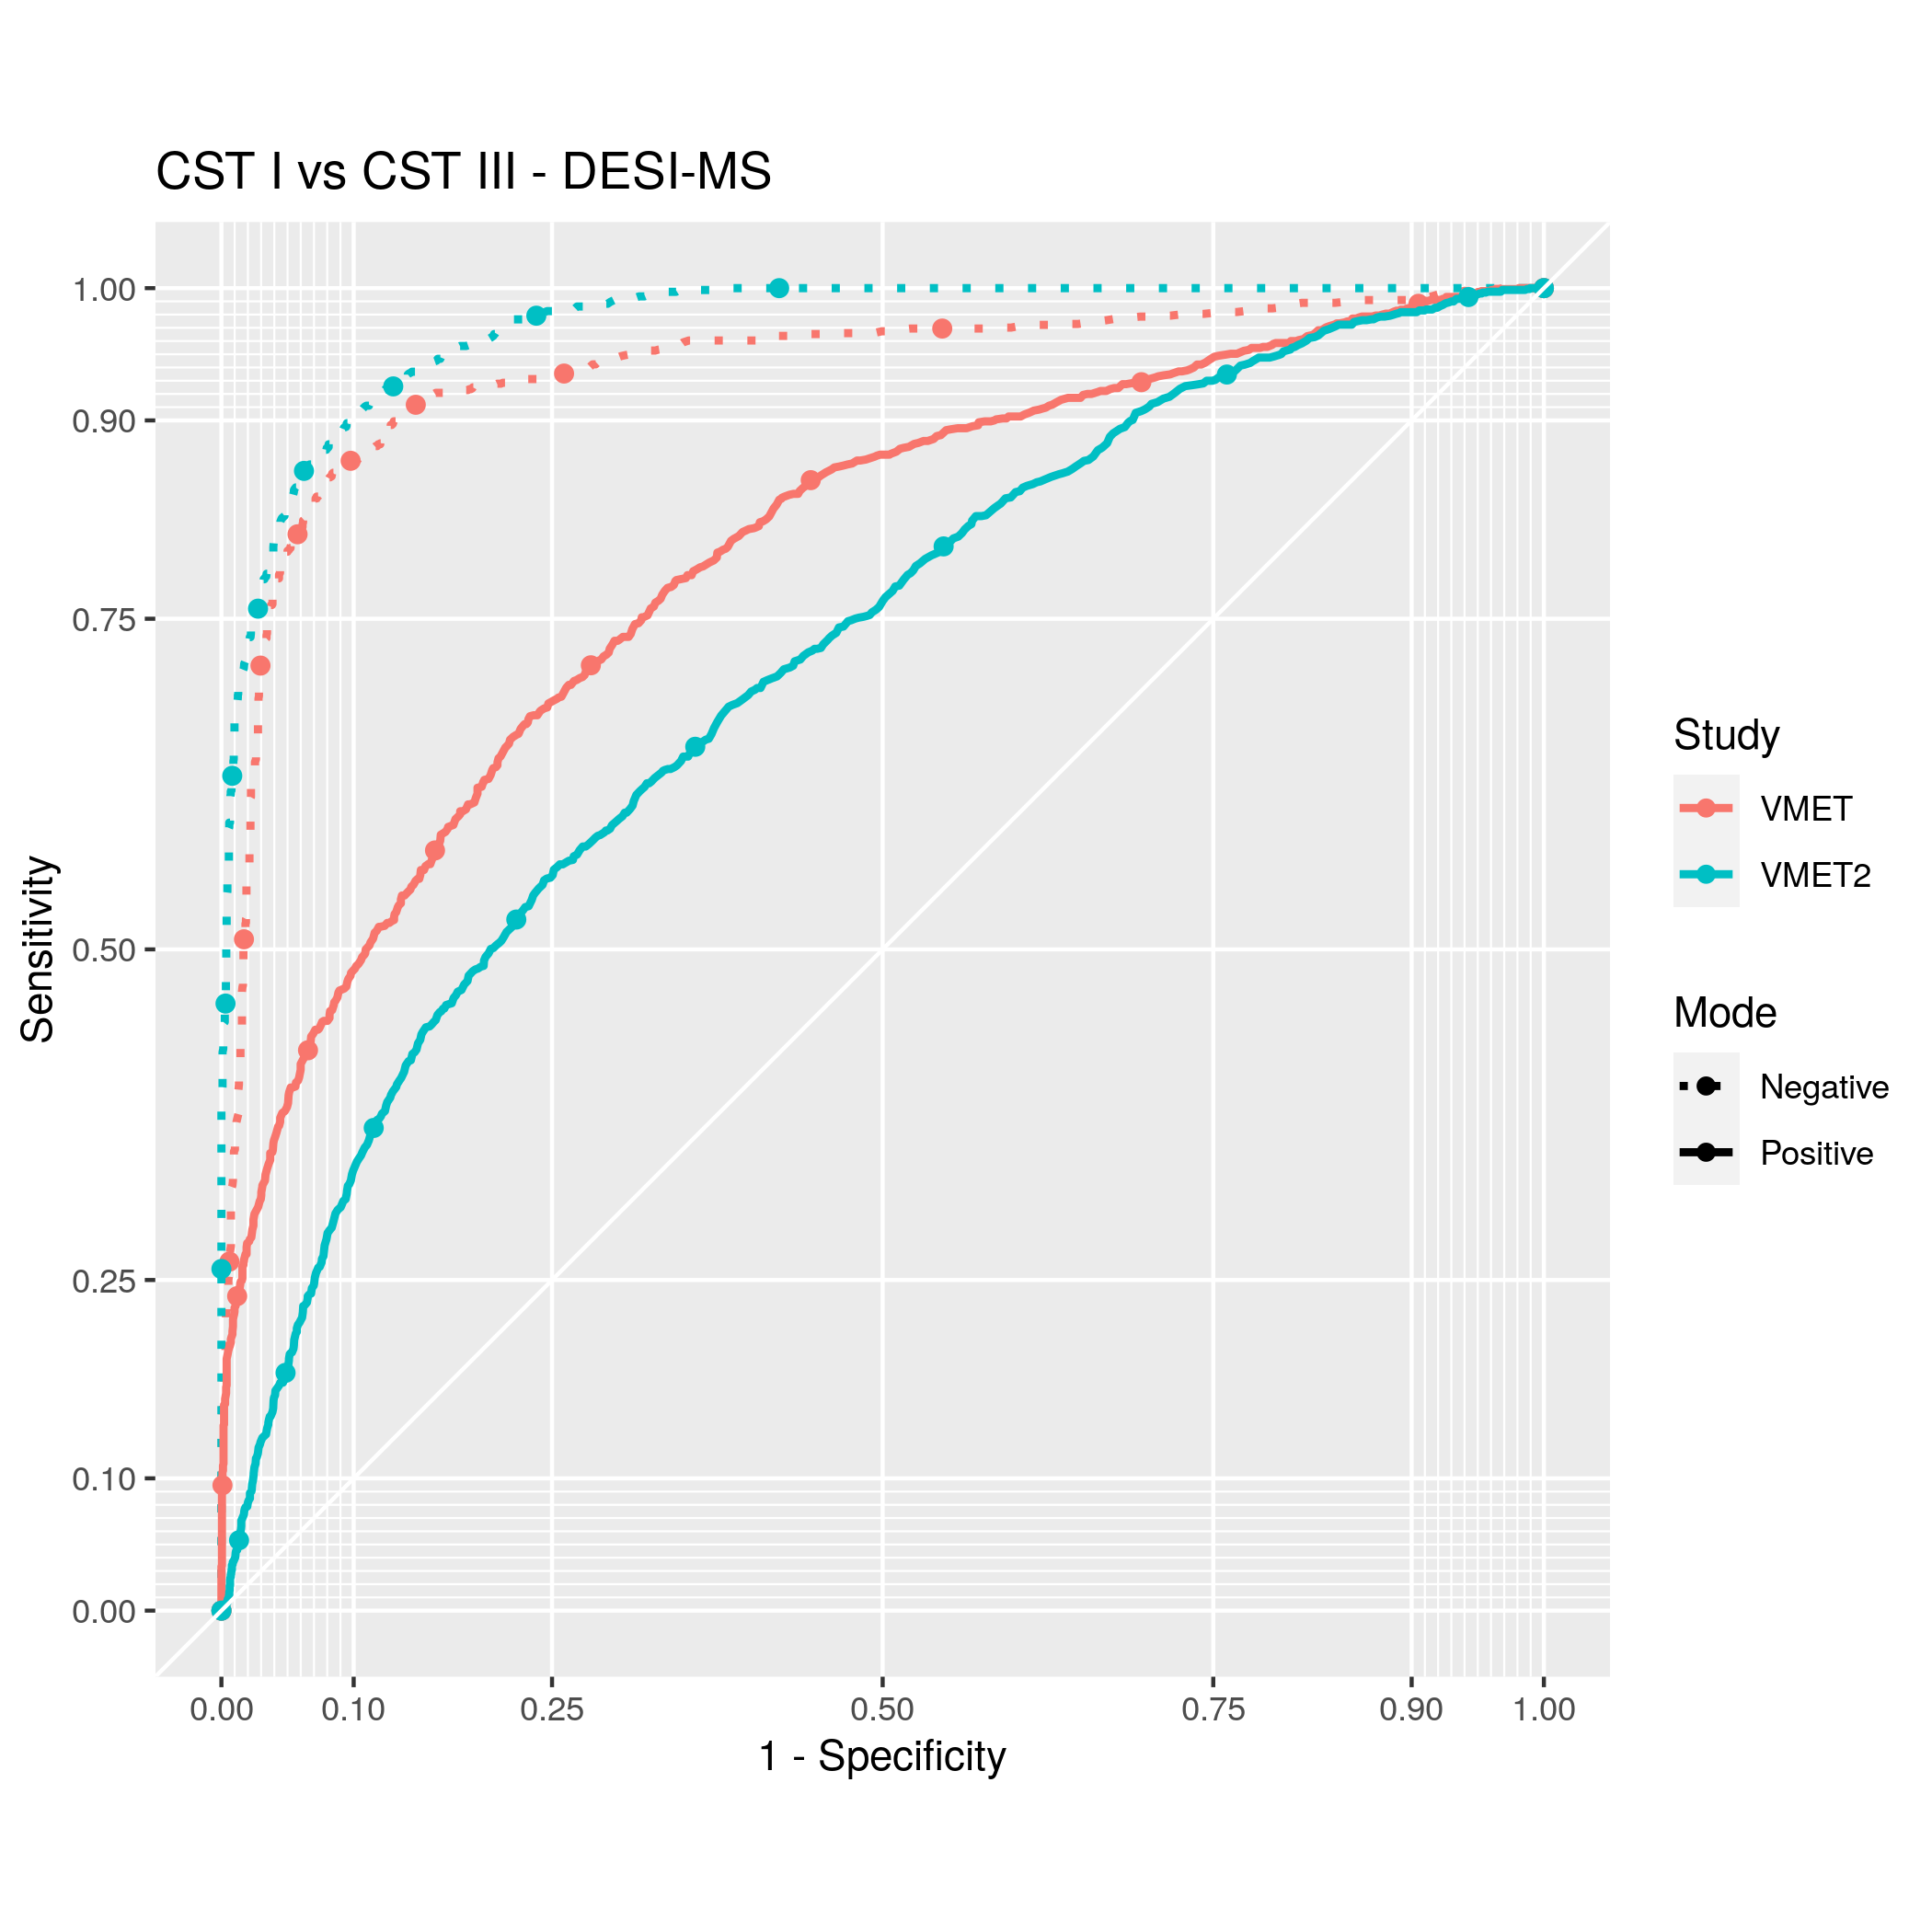 CST I vs CST III - DESI-MS
1.00
0.90
0.75
0.50
0.25
0.10
0.00
Sensitivity
0.00 0.10 0.25 0.50 0.75 0.90 1.00
1 - Specificity
Study
VMET
VMET2
Mode
Negative
Positive